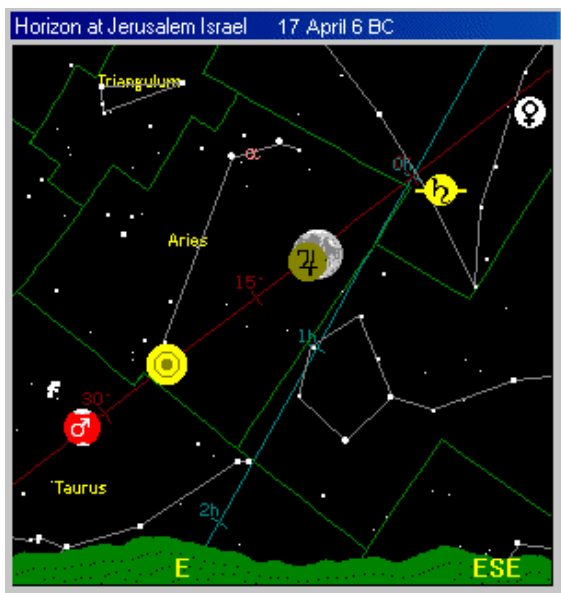 Horizon at Jerusalem Israel 17 April 6 BC
Triangulum
α
0h
Aries
15°
1h
30°
Taurus
2h
E ESE